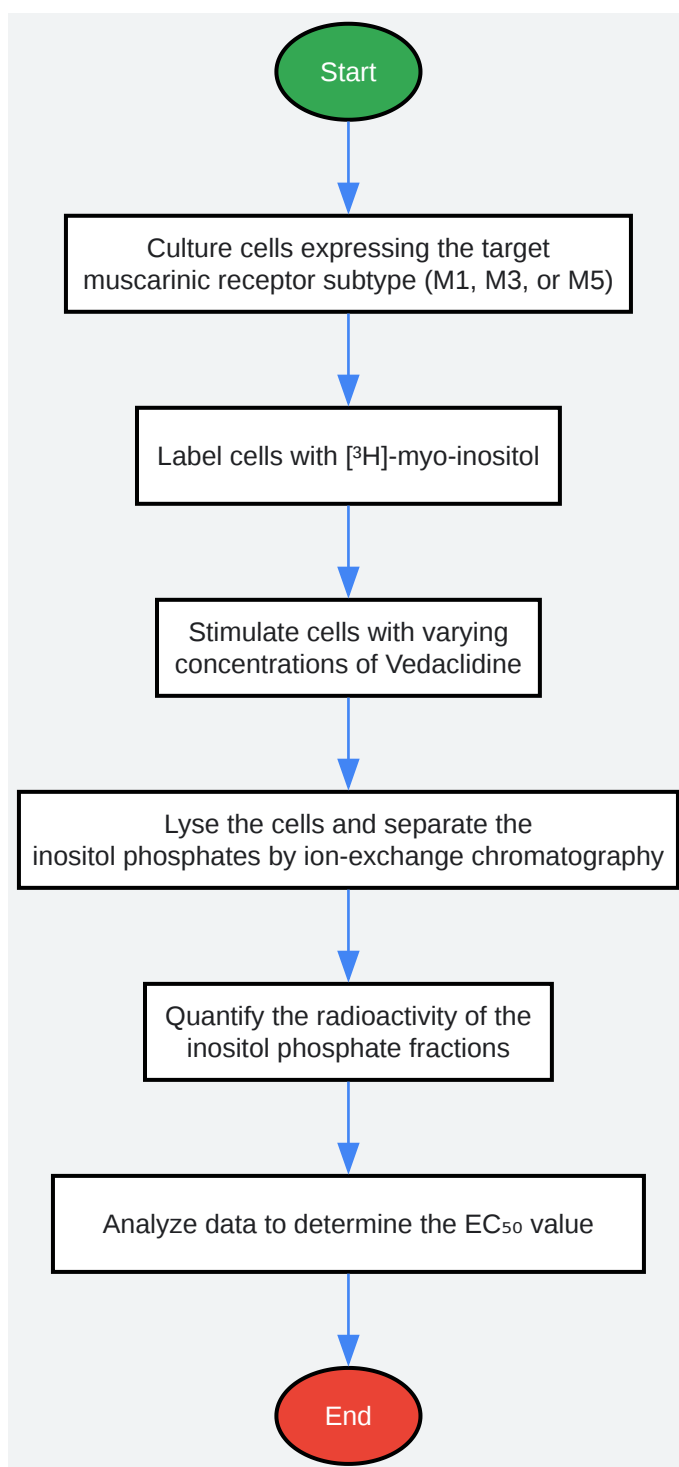 Start
Culture cells expressing the target
muscarinic receptor subtype (M1, M3, or M5)
Label cells with [³H]-myo-inositol
Stimulate cells with varying
concentrations of Vedaclidine
Lyse the cells and separate the
inositol phosphates by ion-exchange chromatography
Quantify the radioactivity of the
inositol phosphate fractions
Analyze data to determine the EC₅₀ value
End